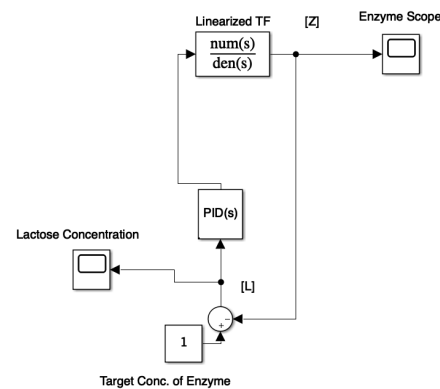 Linearized TF
[Z]
Enzyme Scope
num(s)
den(s)
PID(s)
Lactose Concentration
[L]
−
+
1
Target Conc. of Enzyme